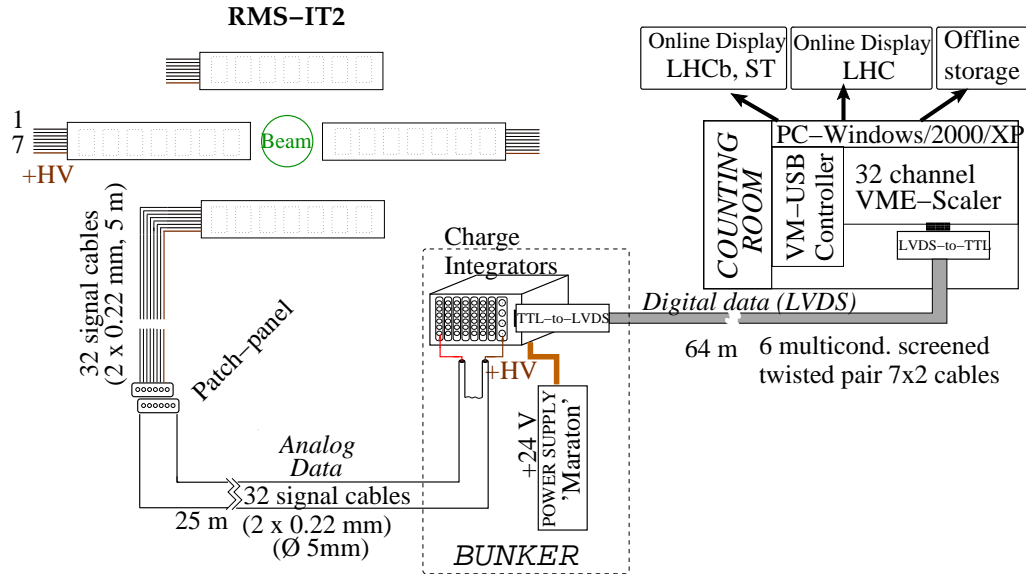 RMS−IT2
Online Display
LHCb, ST
Online Display
LHC
Offline
storage
1
7
+HV
Beam
PC−Windows/2000/XP
COUNTING
ROOM
VM−USB
Controller
32 channel
VME−Scaler
LVDS−to−TTL
32 signal cables
(2 x 0.22 mm, 5 m)
Patch−panel
Charge
Integrators
TTL−to−LVDS
+HV
Digital data (LVDS)
64 m
6 multicond. screened
twisted pair 7x2 cables
+24 V
POWER SUPPLY
'Maraton'
Analog
Data
32 signal cables
25 m
(2 x 0.22 mm)
(Ø 5mm)
BUNKER